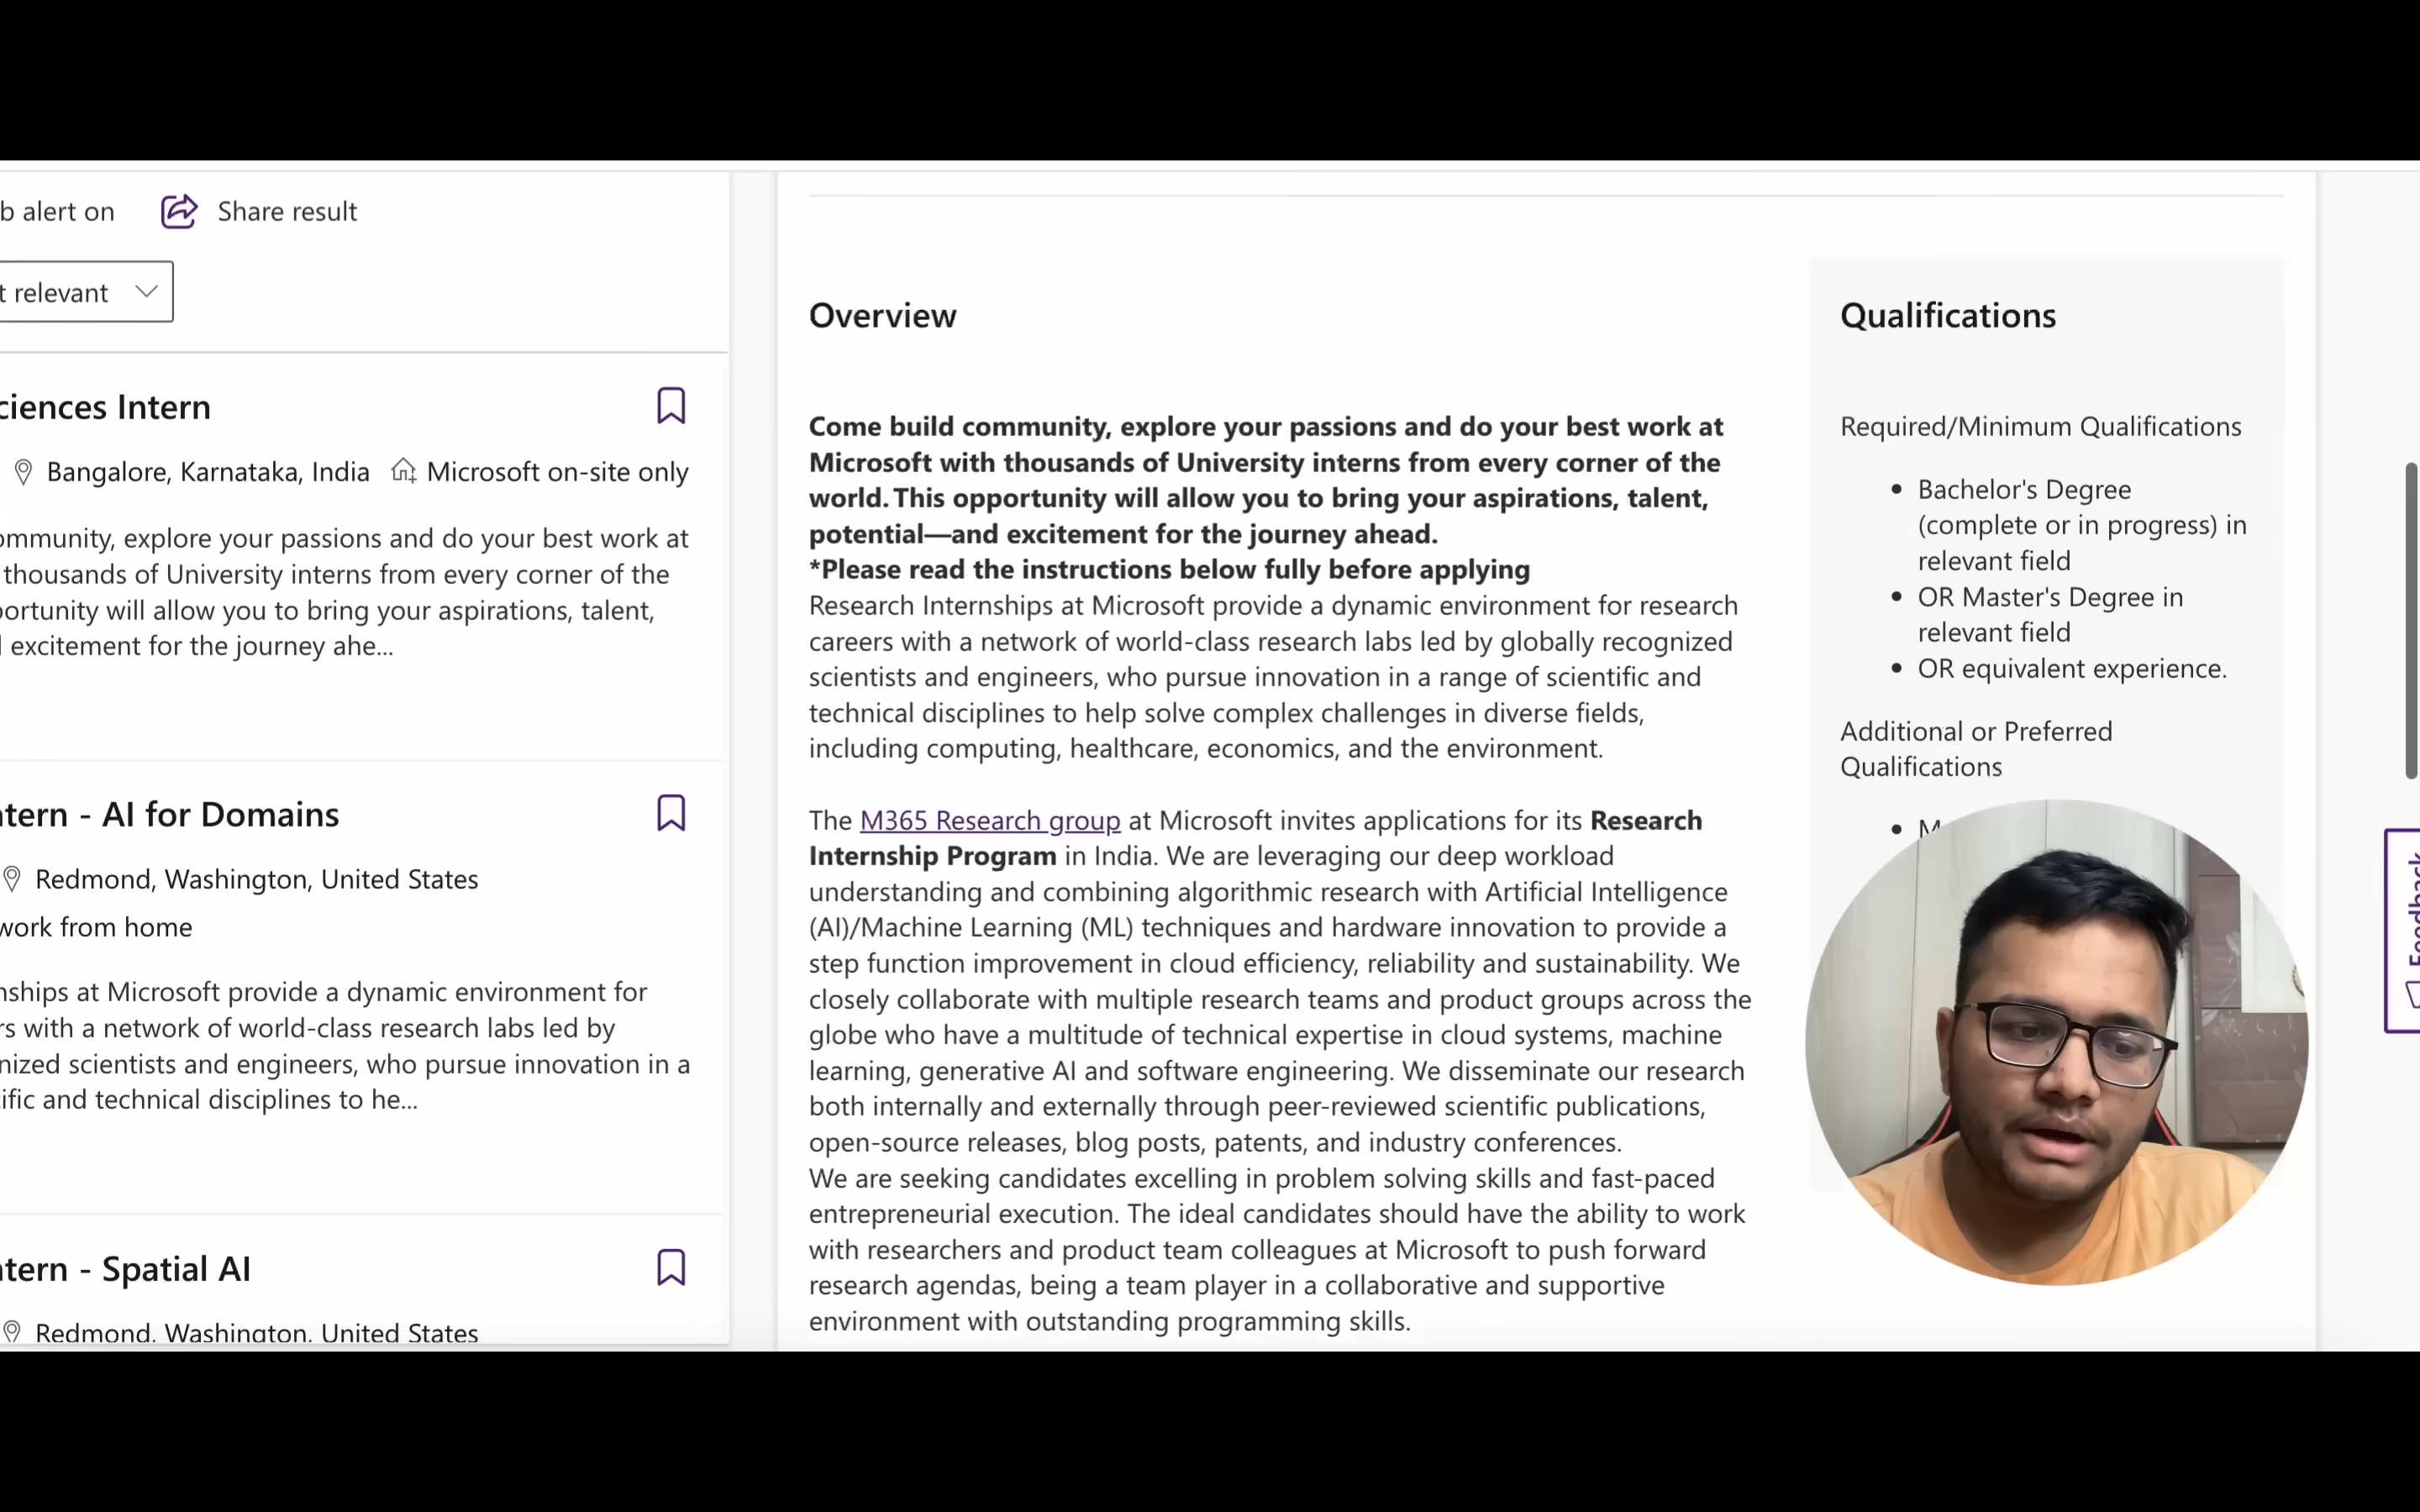 b alert on
Share result
t relevant
ciences Intern
Bangalore, Karnataka, India
Microsoft on-site only
ommunity, explore your passions and do your best work at
thousands of University interns from every corner of the
portunity will allow you to bring your aspirations, talent,
excitement for the journey ahe...
ntern - AI for Domains
Redmond, Washington, United States
work from home
nships at Microsoft provide a dynamic environment for
rs with a network of world-class research labs led by
nized scientists and engineers, who pursue innovation in a
tific and technical disciplines to he...
ntern - Spatial AI
Redmond, Washington, United States
Overview
Come build community, explore your passions and do your best work at
Microsoft with thousands of University interns from every corner of the
world. This opportunity will allow you to bring your aspirations, talent,
potential—and excitement for the journey ahead.
*Please read the instructions below fully before applying
Research Internships at Microsoft provide a dynamic environment for research
careers with a network of world-class research labs led by globally recognized
scientists and engineers, who pursue innovation in a range of scientific and
technical disciplines to help solve complex challenges in diverse fields,
including computing, healthcare, economics, and the environment.
The M365 Research group at Microsoft invites applications for its Research
Internship Program in India. We are leveraging our deep workload
understanding and combining algorithmic research with Artificial Intelligence
(AI)/Machine Learning (ML) techniques and hardware innovation to provide a
step function improvement in cloud efficiency, reliability and sustainability. We
closely collaborate with multiple research teams and product groups across the
globe who have a multitude of technical expertise in cloud systems, machine
learning, generative AI and software engineering. We disseminate our research
both internally and externally through peer-reviewed scientific publications,
open-source releases, blog posts, patents, and industry conferences.
We are seeking candidates excelling in problem solving skills and fast-paced
entrepreneurial execution. The ideal candidates should have the ability to work
with researchers and product team colleagues at Microsoft to push forward
research agendas, being a team player in a collaborative and supportive
environment with outstanding programming skills.
Qualifications
Required/Minimum Qualifications
• Bachelor's Degree
(complete or in progress) in
relevant field
• OR Master's Degree in
relevant field
• OR equivalent experience.
Additional or Preferred
Qualifications
Feedback